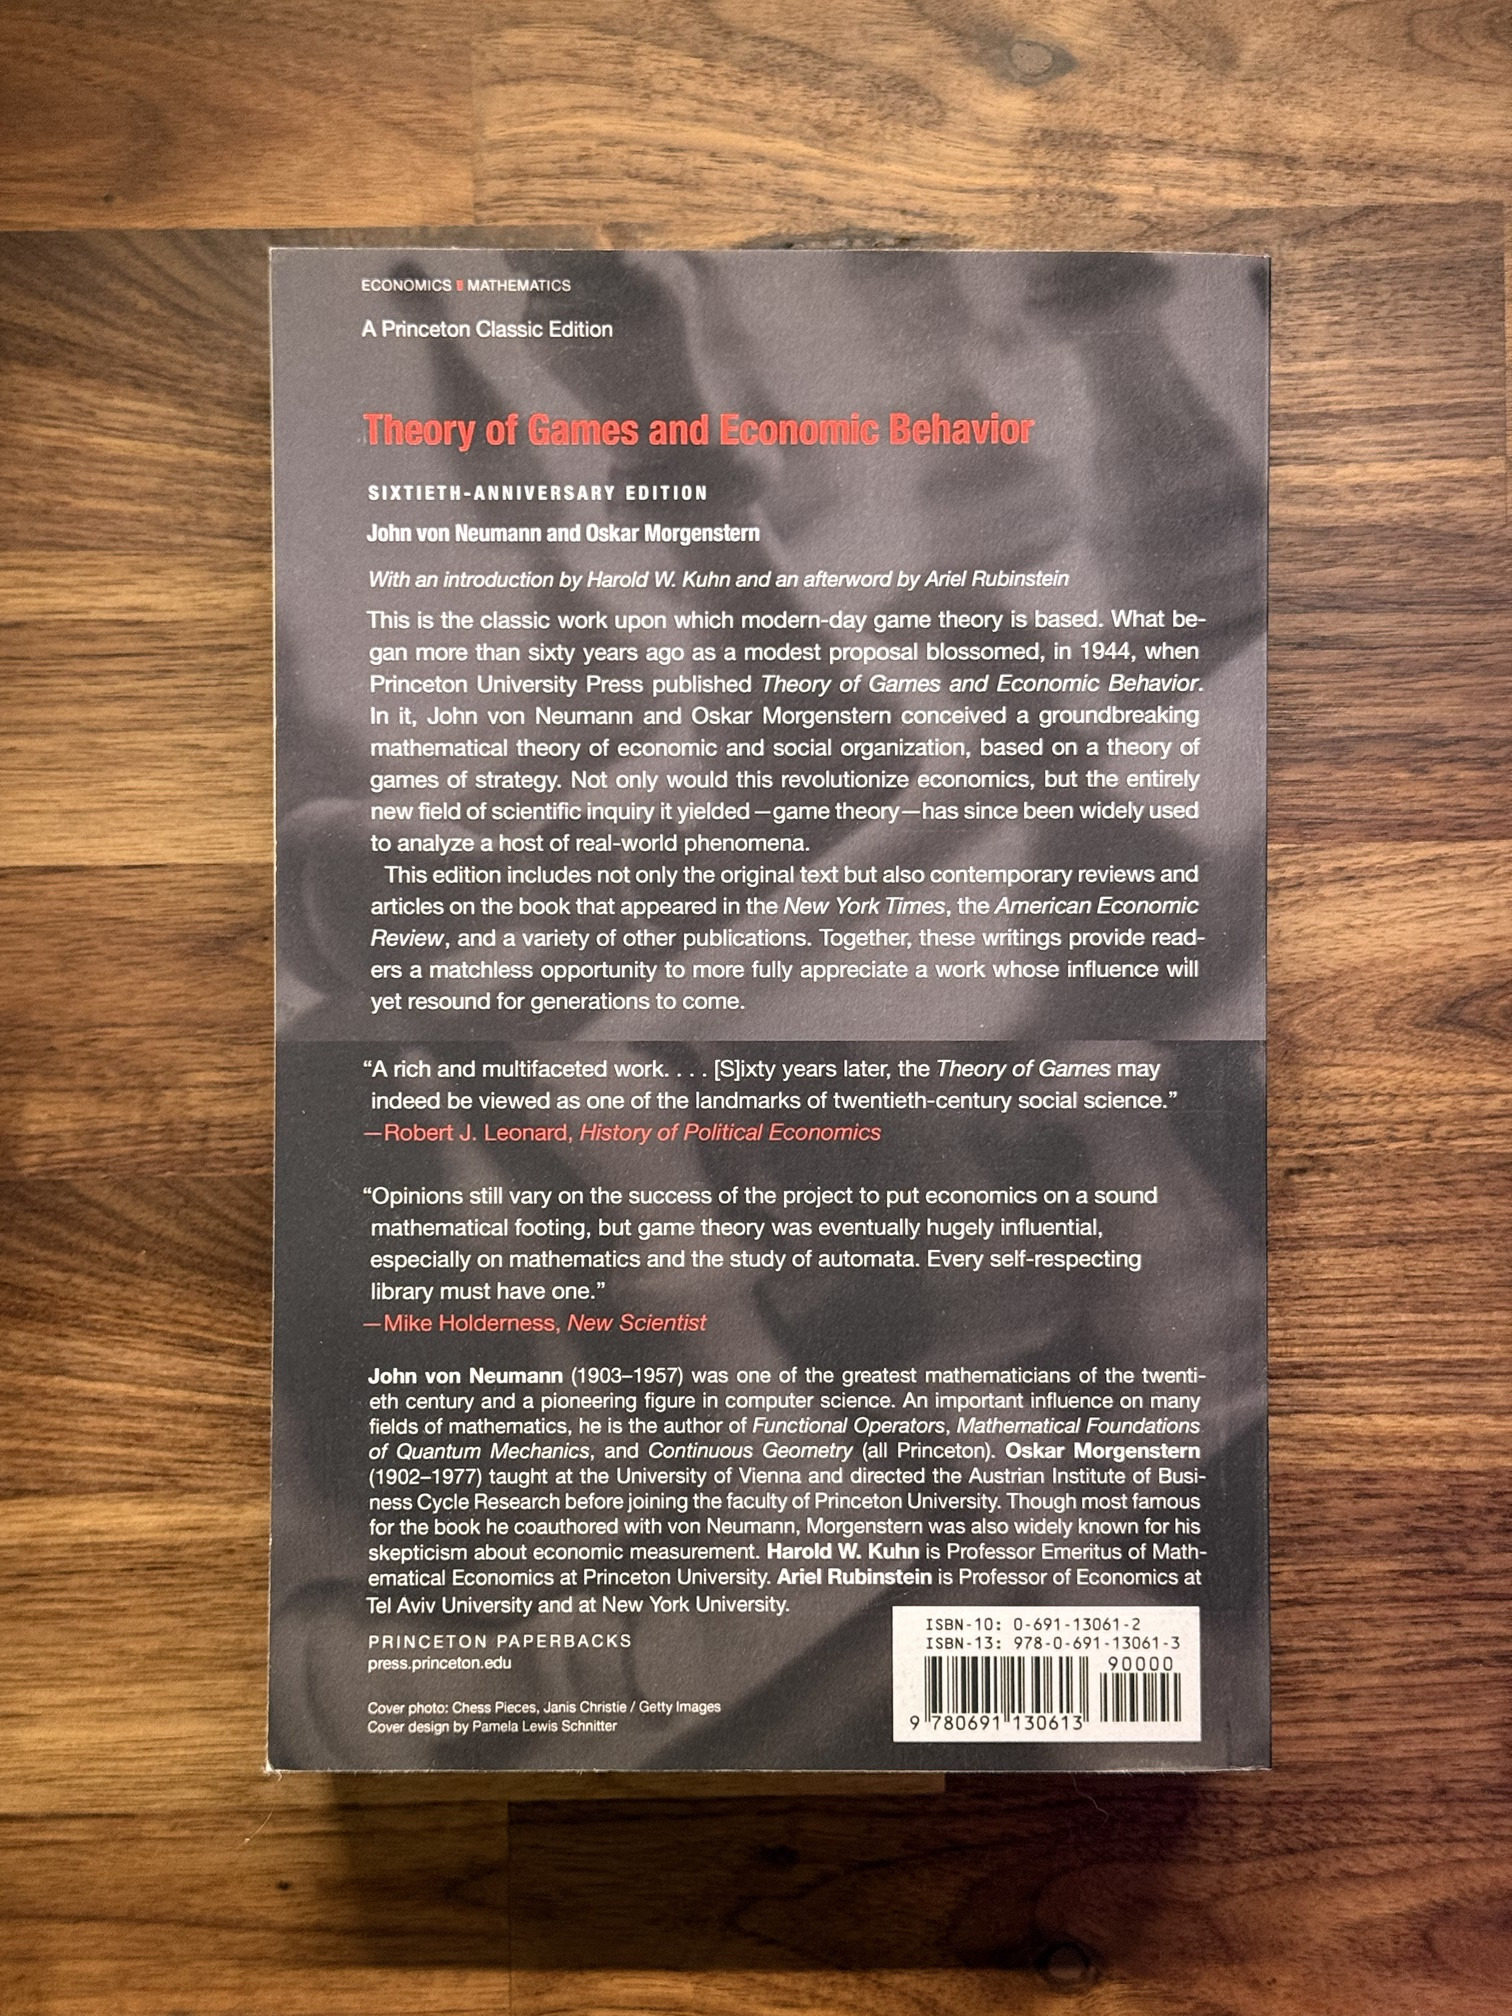 ECONOMICS MATHEMATICS
A Princeton Classic Edition
Theory of Games and Economic Behavior
SIXTIETH-ANNIVERSARY EDITION
John von Neumann and Oskar Morgenstern
With an introduction by Harold W. Kuhn and an afterword by Ariel Rubinstein
This is the classic work upon which modern-day game theory is based. What be-
gan more than sixty years ago as a modest proposal blossomed, in 1944, when
Princeton University Press published Theory of Games and Economic Behavior.
In it, John von Neumann and Oskar Morgenstern conceived a groundbreaking
mathematical theory of economic and social organization, based on a theory of
games of strategy. Not only would this revolutionize economics, but the entirely
new field of scientific inquiry it yielded—game theory—has since been widely used
to analyze a host of real-world phenomena.
This edition includes not only the original text but also contemporary reviews and
articles on the book that appeared in the New York Times, the American Economic
Review, and a variety of other publications. Together, these writings provide read-
ers a matchless opportunity to more fully appreciate a work whose influence will
yet resound for generations to come.
“A rich and multifaceted work. . . . [S]ixty years later, the Theory of Games may
indeed be viewed as one of the landmarks of twentieth-century social science.”
—Robert J. Leonard, History of Political Economics
“Opinions still vary on the success of the project to put economics on a sound
mathematical footing, but game theory was eventually hugely influential,
especially on mathematics and the study of automata. Every self-respecting
library must have one.”
—Mike Holderness, New Scientist
John von Neumann (1903–1957) was one of the greatest mathematicians of the twenti-
eth century and a pioneering figure in computer science. An important influence on many
fields of mathematics, he is the author of Functional Operators, Mathematical Foundations
of Quantum Mechanics, and Continuous Geometry (all Princeton). Oskar Morgenstern
(1902–1977) taught at the University of Vienna and directed the Austrian Institute of Busi-
ness Cycle Research before joining the faculty of Princeton University. Though most famous
for the book he coauthored with von Neumann, Morgenstern was also widely known for his
skepticism about economic measurement. Harold W. Kuhn is Professor Emeritus of Math-
ematical Economics at Princeton University. Ariel Rubinstein is Professor of Economics at
Tel Aviv University and at New York University.
PRINCETON PAPERBACKS
press.princeton.edu
Cover photo: Chess Pieces, Janis Christie / Getty Images
Cover design by Pamela Lewis Schnitter
ISBN-10: 0-691-13061-2
ISBN-13: 978-0-691-13061-3
90000
9 780691 130613